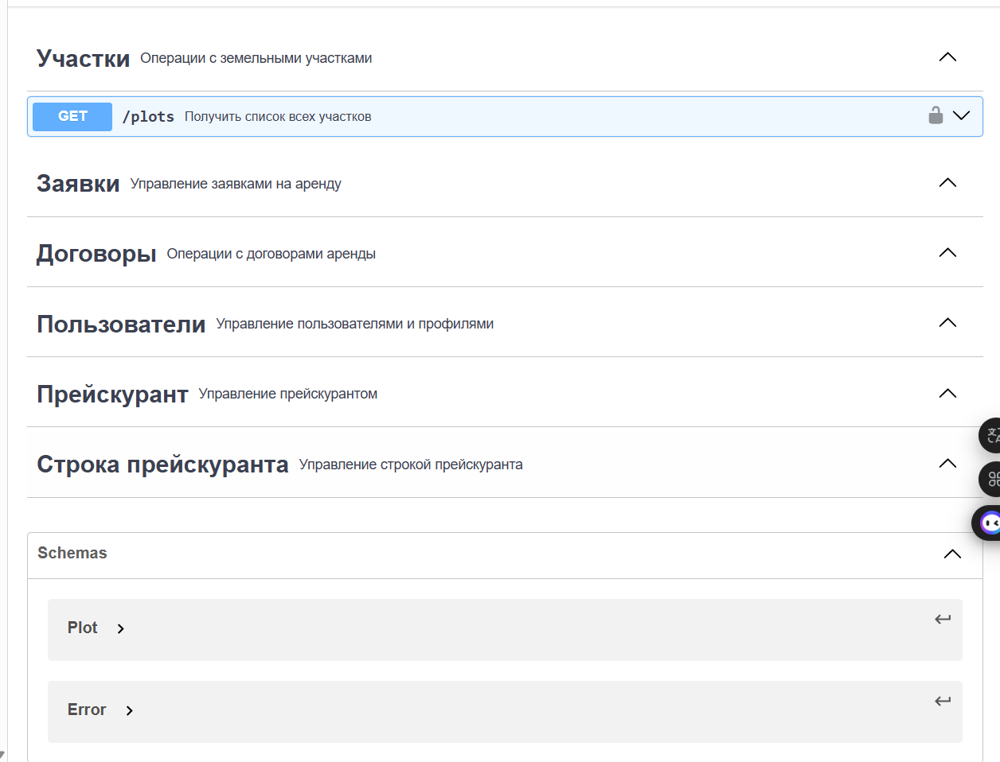 Участки Операции с земельными участками
GET /plots Получить список всех участков
Заявки Управление заявками на аренду
Договоры Операции с договорами аренды
Пользователи Управление пользователями и профилями
Прейскурант Управление прейскурантом
Строка прейскуранта Управление строкой прейскуранта
Schemas
Plot
Error